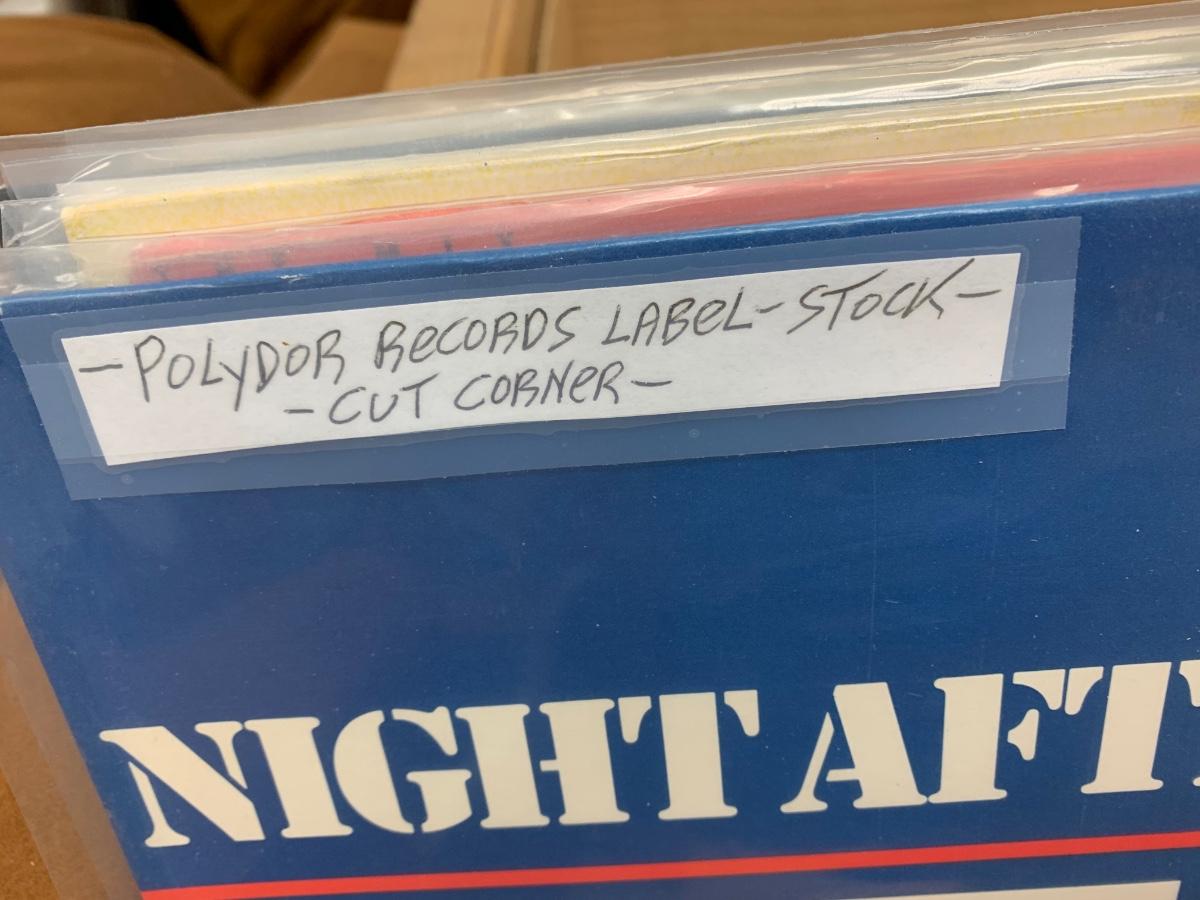 -POLYDOR RECORDS LABEL-STOCK-
-CUT CORNER-
NIGHT AFT